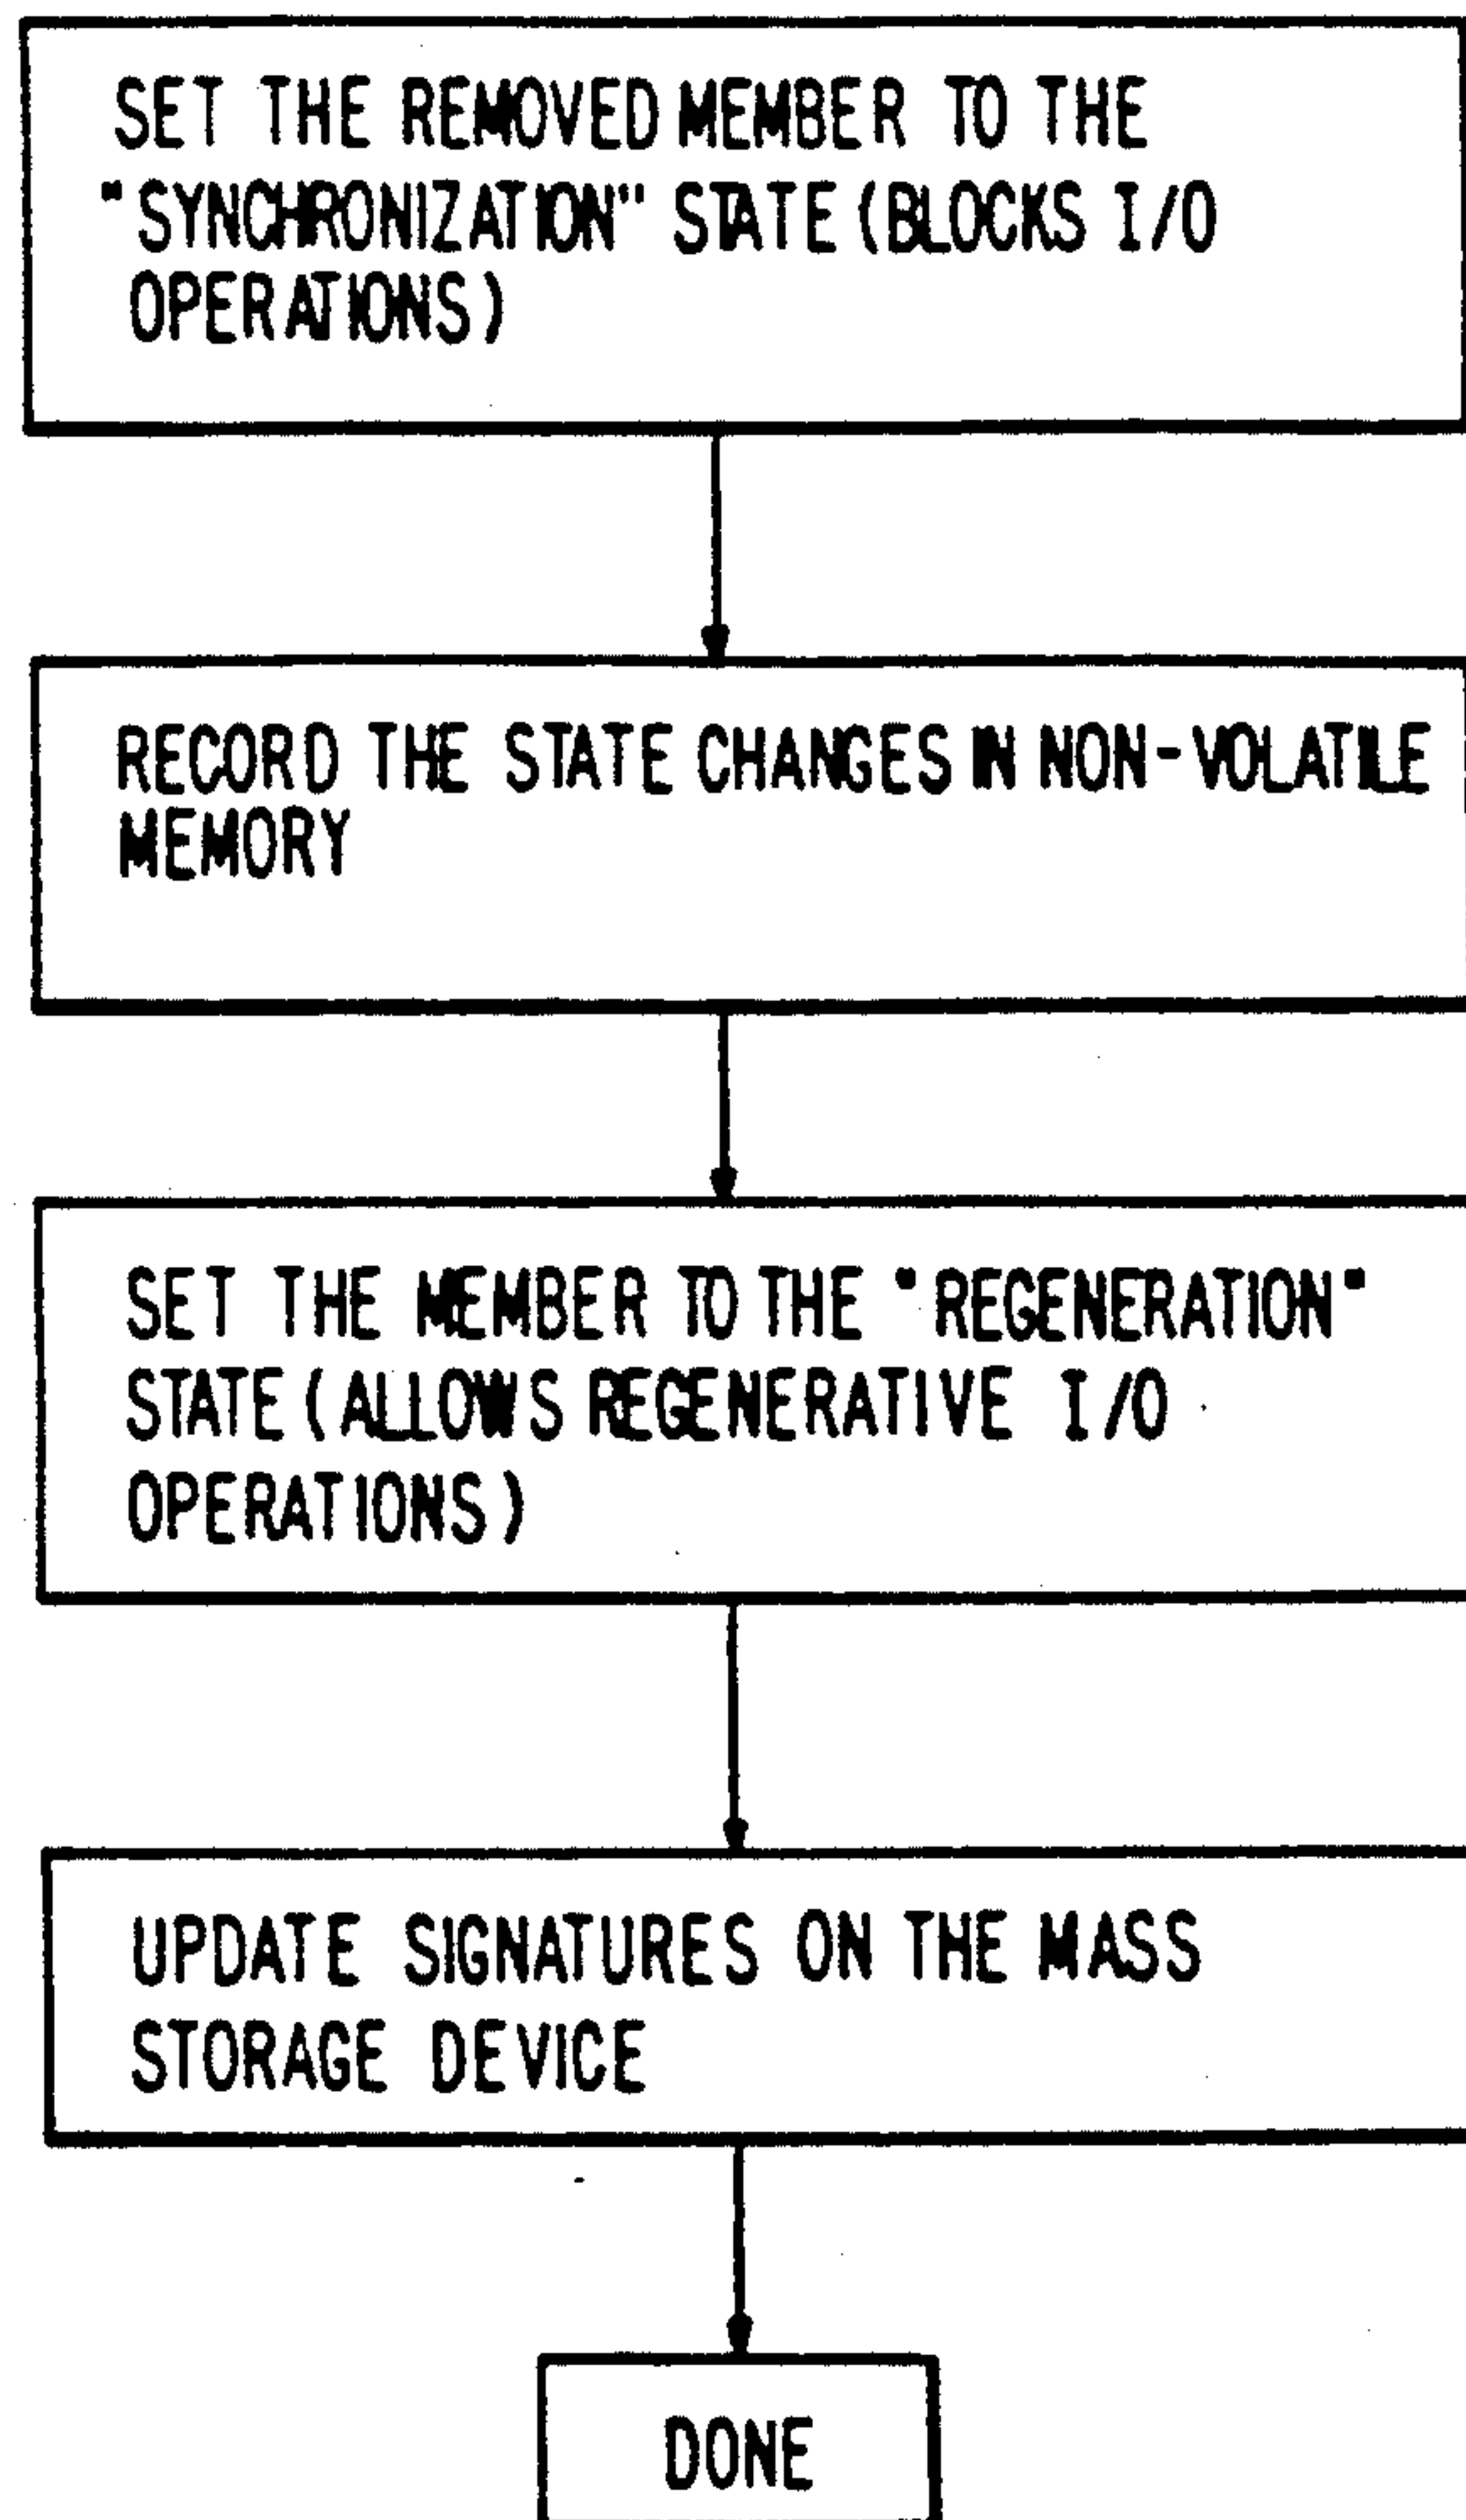 SET THE REMOVED MEMBER TO THE
"SYNCHRONIZATION" STATE (BLOCKS I/O
OPERATIONS)
RECORD THE STATE CHANGES IN NON-VOLATILE
MEMORY
SET THE MEMBER TO THE "REGENERATION"
STATE (ALLOWS REGENERATIVE I/O
OPERATIONS)
UPDATE SIGNATURES ON THE MASS
STORAGE DEVICE
DONE